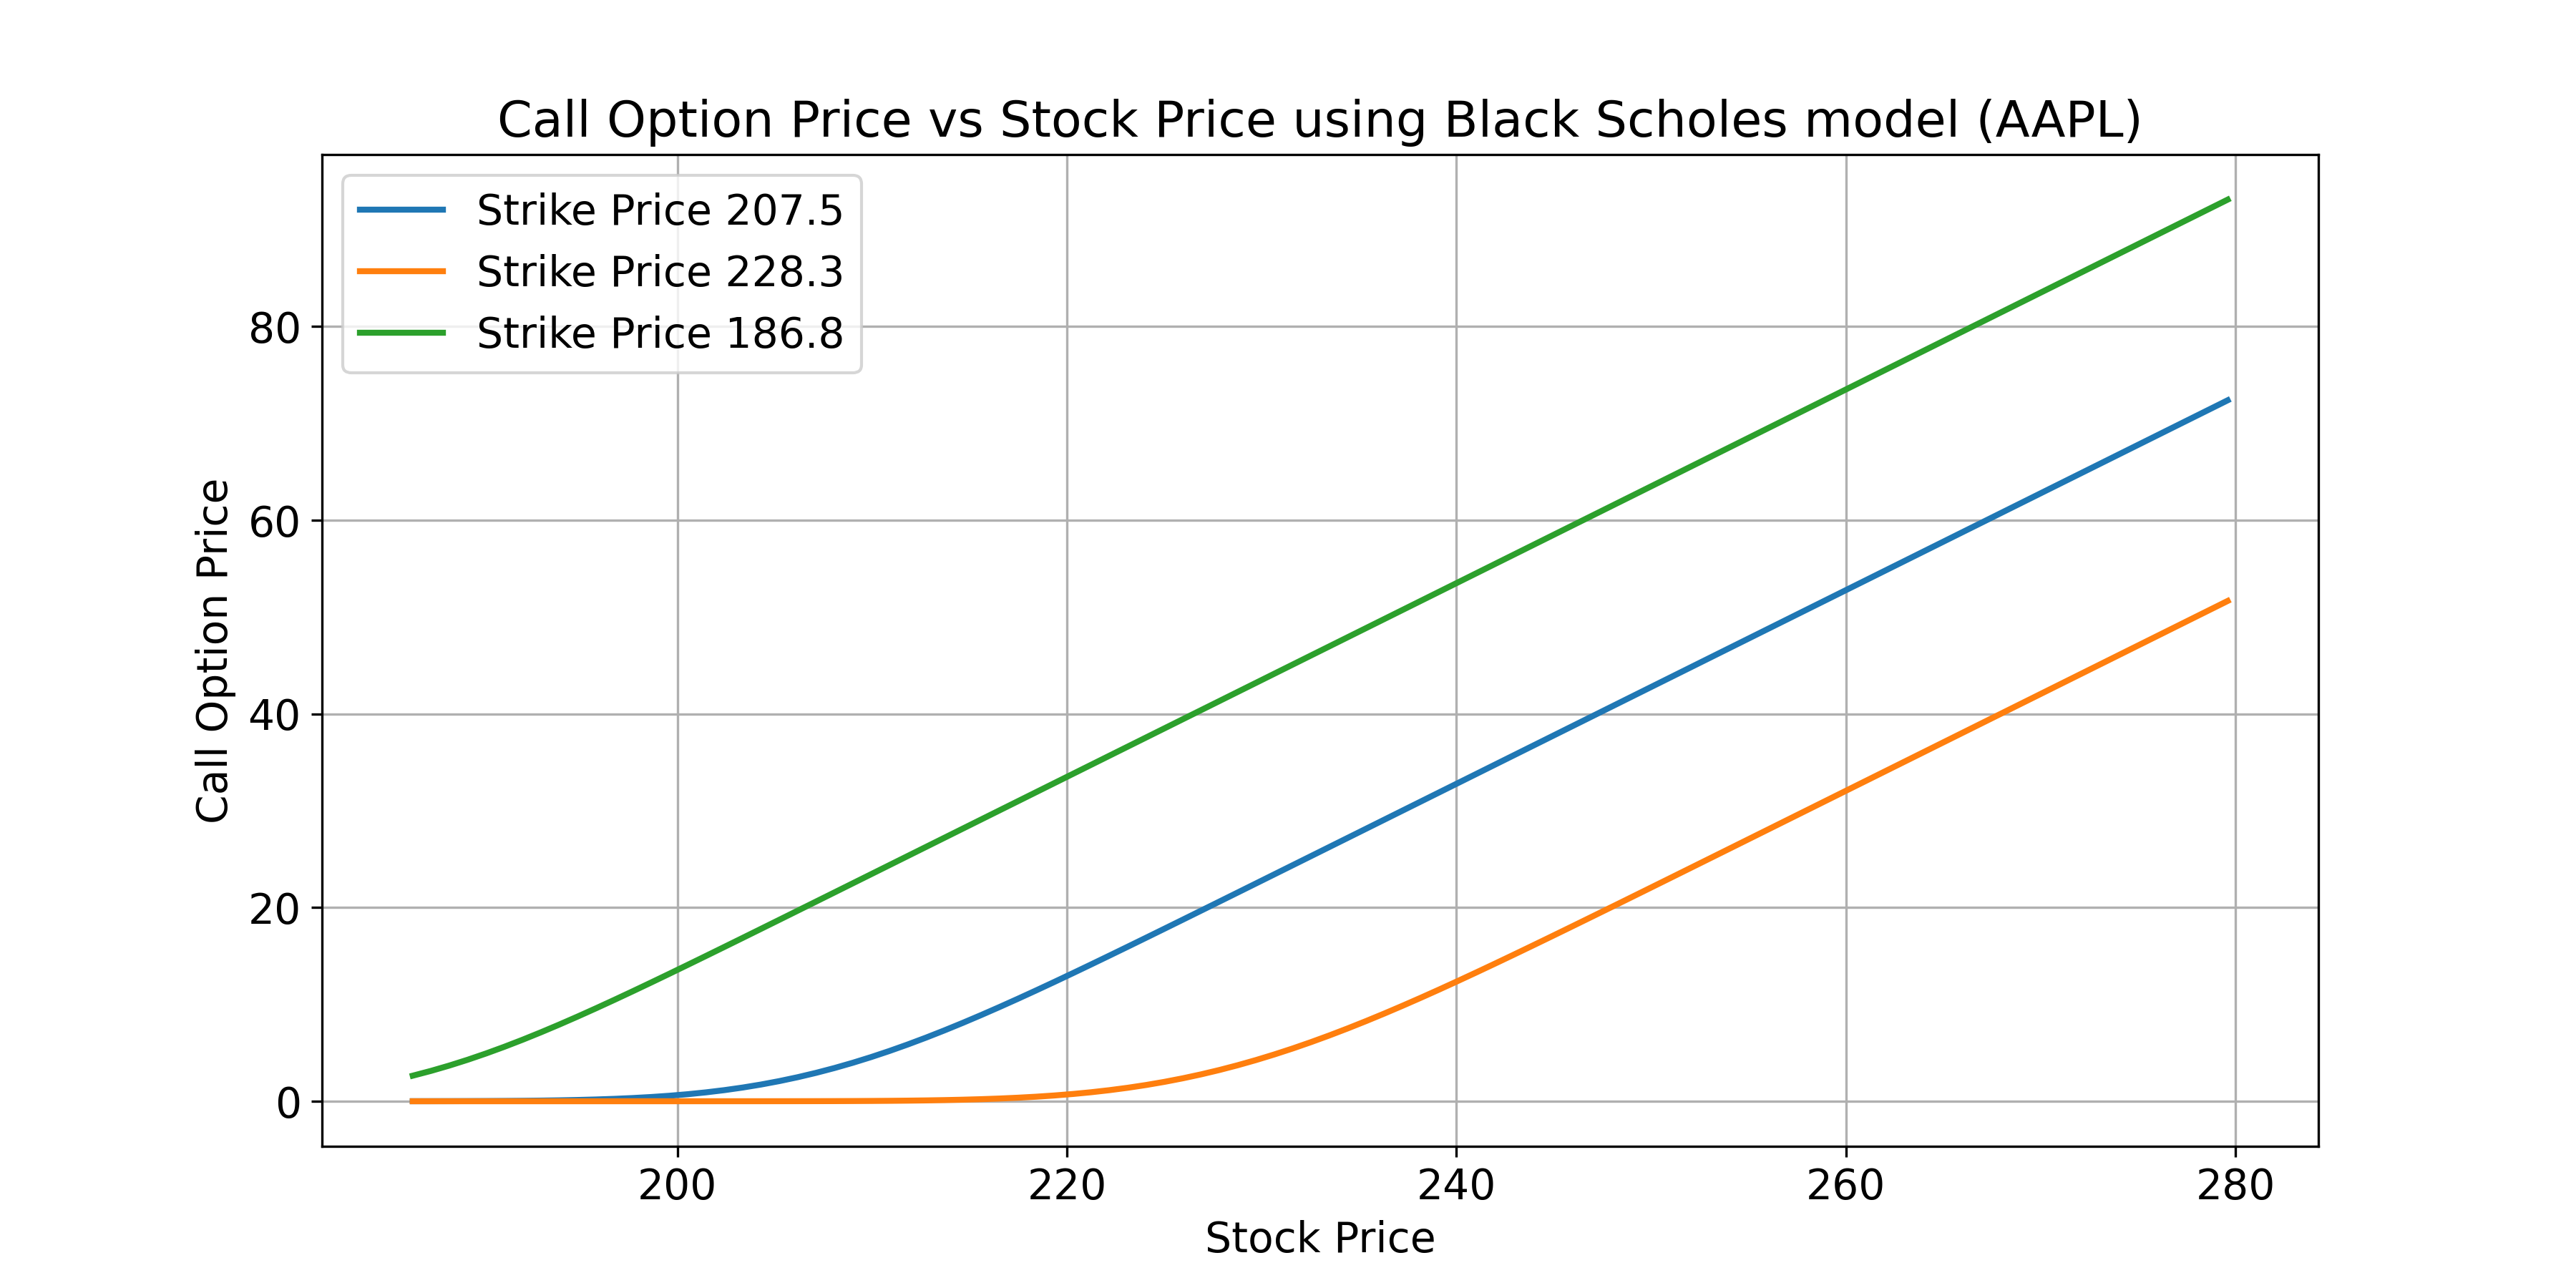 Call Option Price vs Stock Price using Black Scholes model (AAPL)
Strike Price 207.5
Strike Price 228.3
Strike Price 186.8
Call Option Price
80
60
40
20
0
200
220
240
260
280
Stock Price